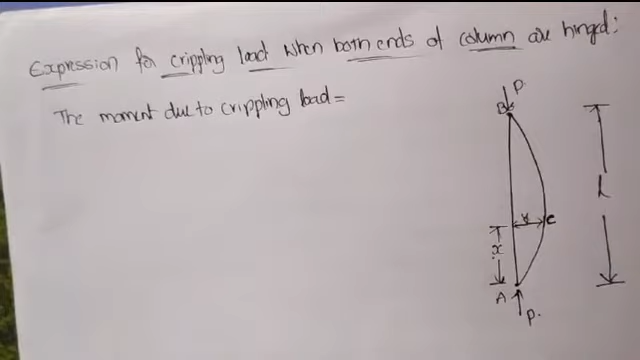 Expression for crippling load when both ends of column are hinged:
The moment due to crippling load =
P.
B
l
y
C
x
A
P.